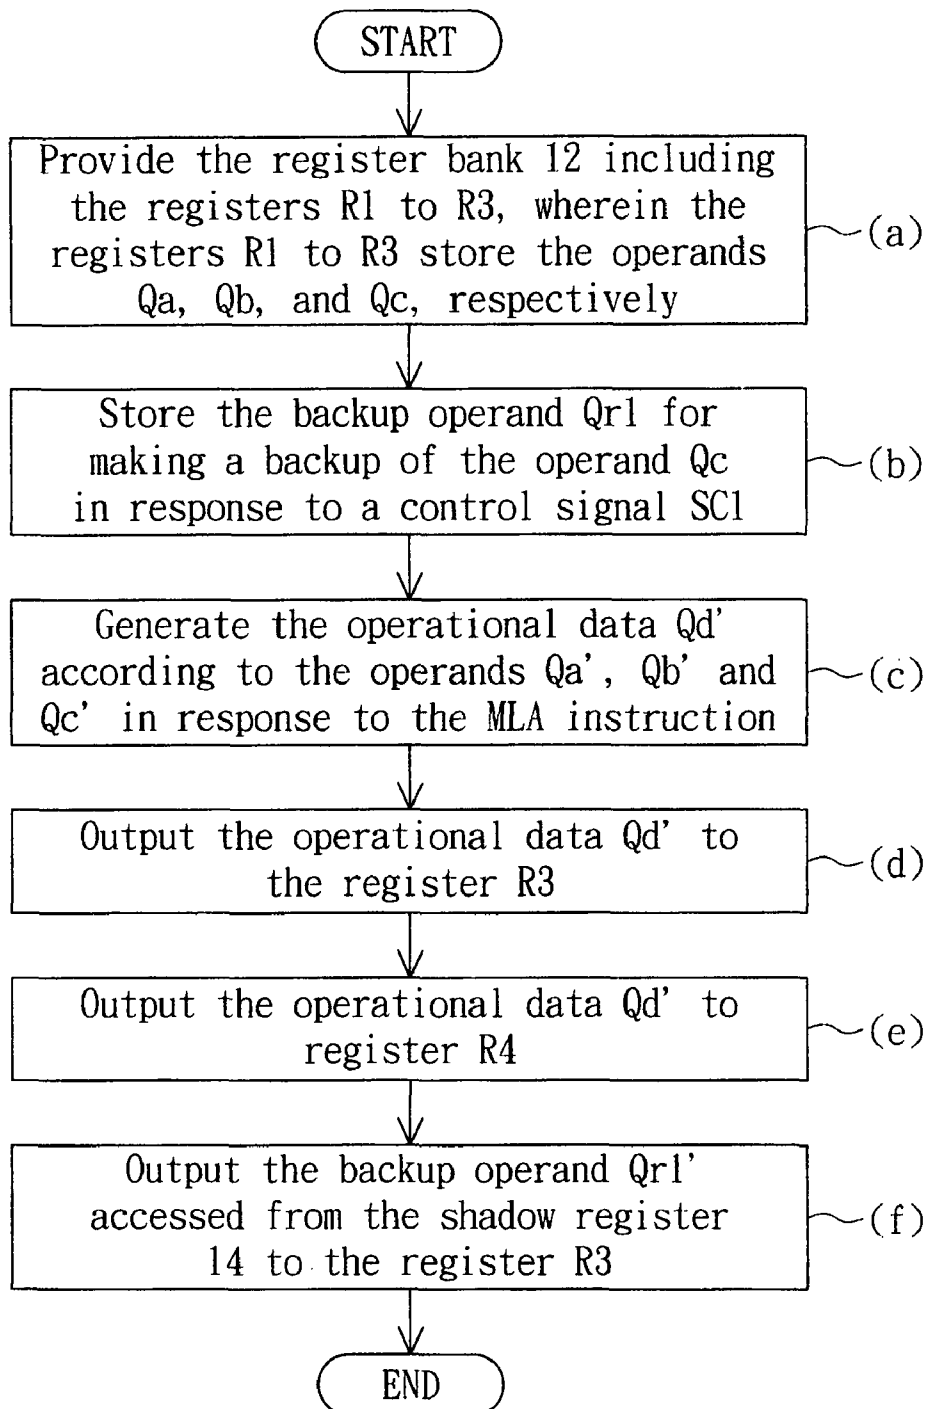 START
Provide the register bank 12 including
the registers R1 to R3, wherein the
registers R1 to R3 store the operands
Qa, Qb, and Qc, respectively
(a)
Store the backup operand Qr1 for
making a backup of the operand Qc
in response to a control signal SC1
(b)
Generate the operational data Qd'
according to the operands Qa', Qb' and
Qc' in response to the MLA instruction
(c)
Output the operational data Qd' to
the register R3
(d)
Output the operational data Qd' to
register R4
(e)
Output the backup operand Qr1'
accessed from the shadow register
14 to the register R3
(f)
END